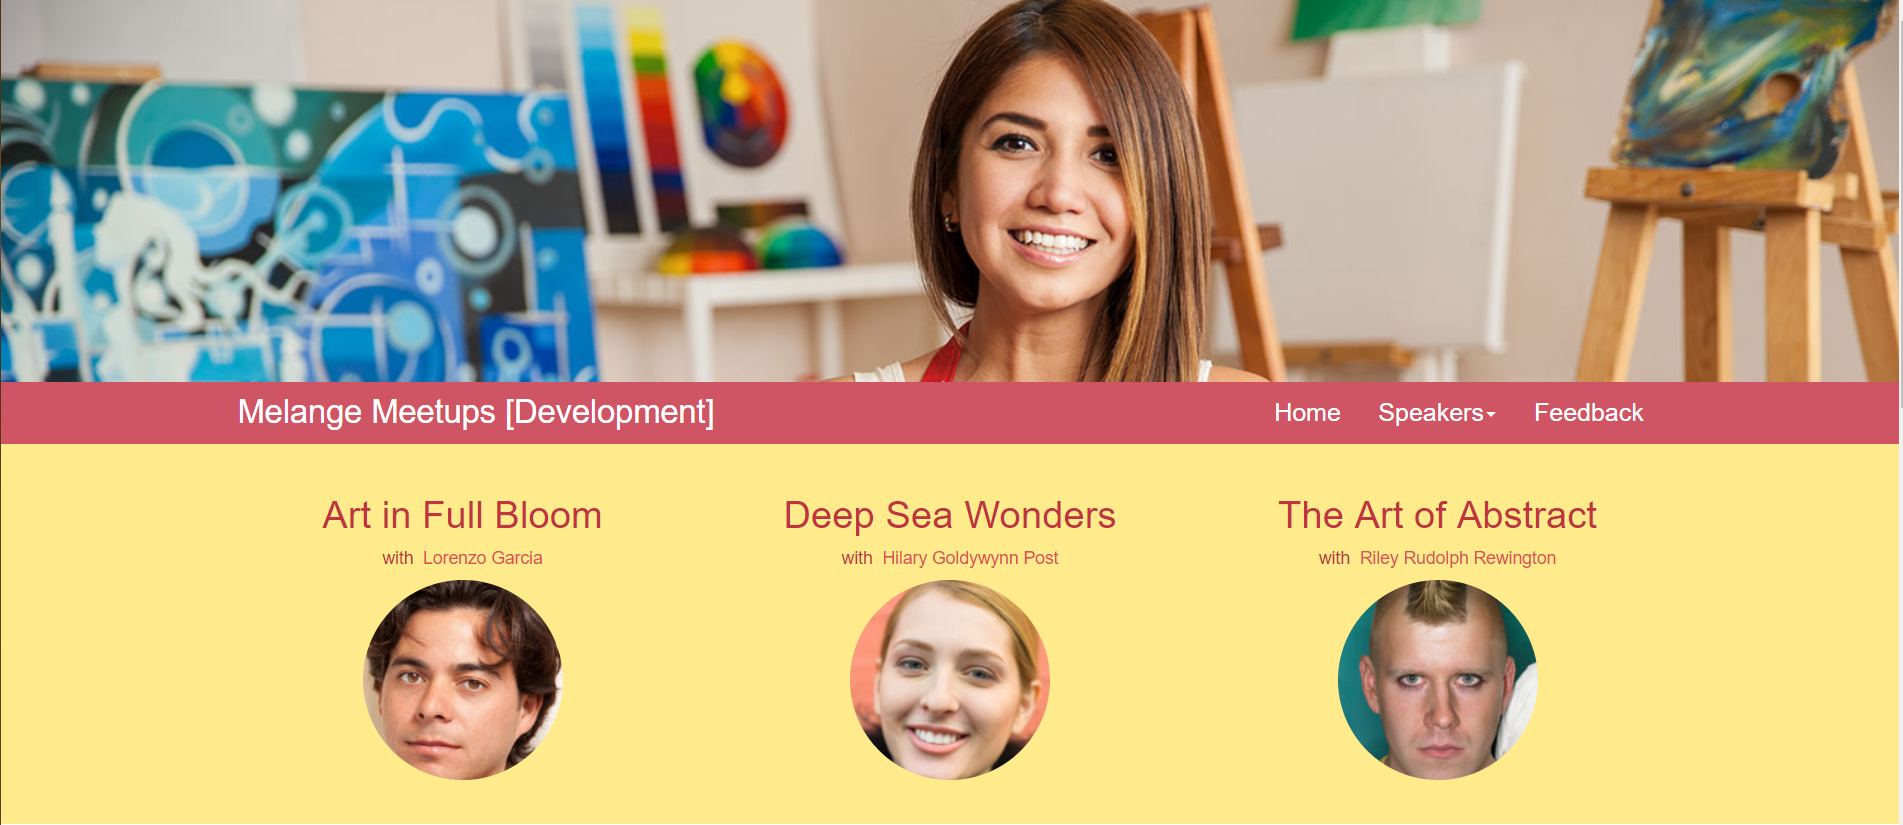 Melange Meetups [Development]
Home Speakers Feedback
Art in Full Bloom
with Lorenzo Garcia
Deep Sea Wonders
with Hilary Goldywynn Post
The Art of Abstract
with Riley Rudolph Rewington